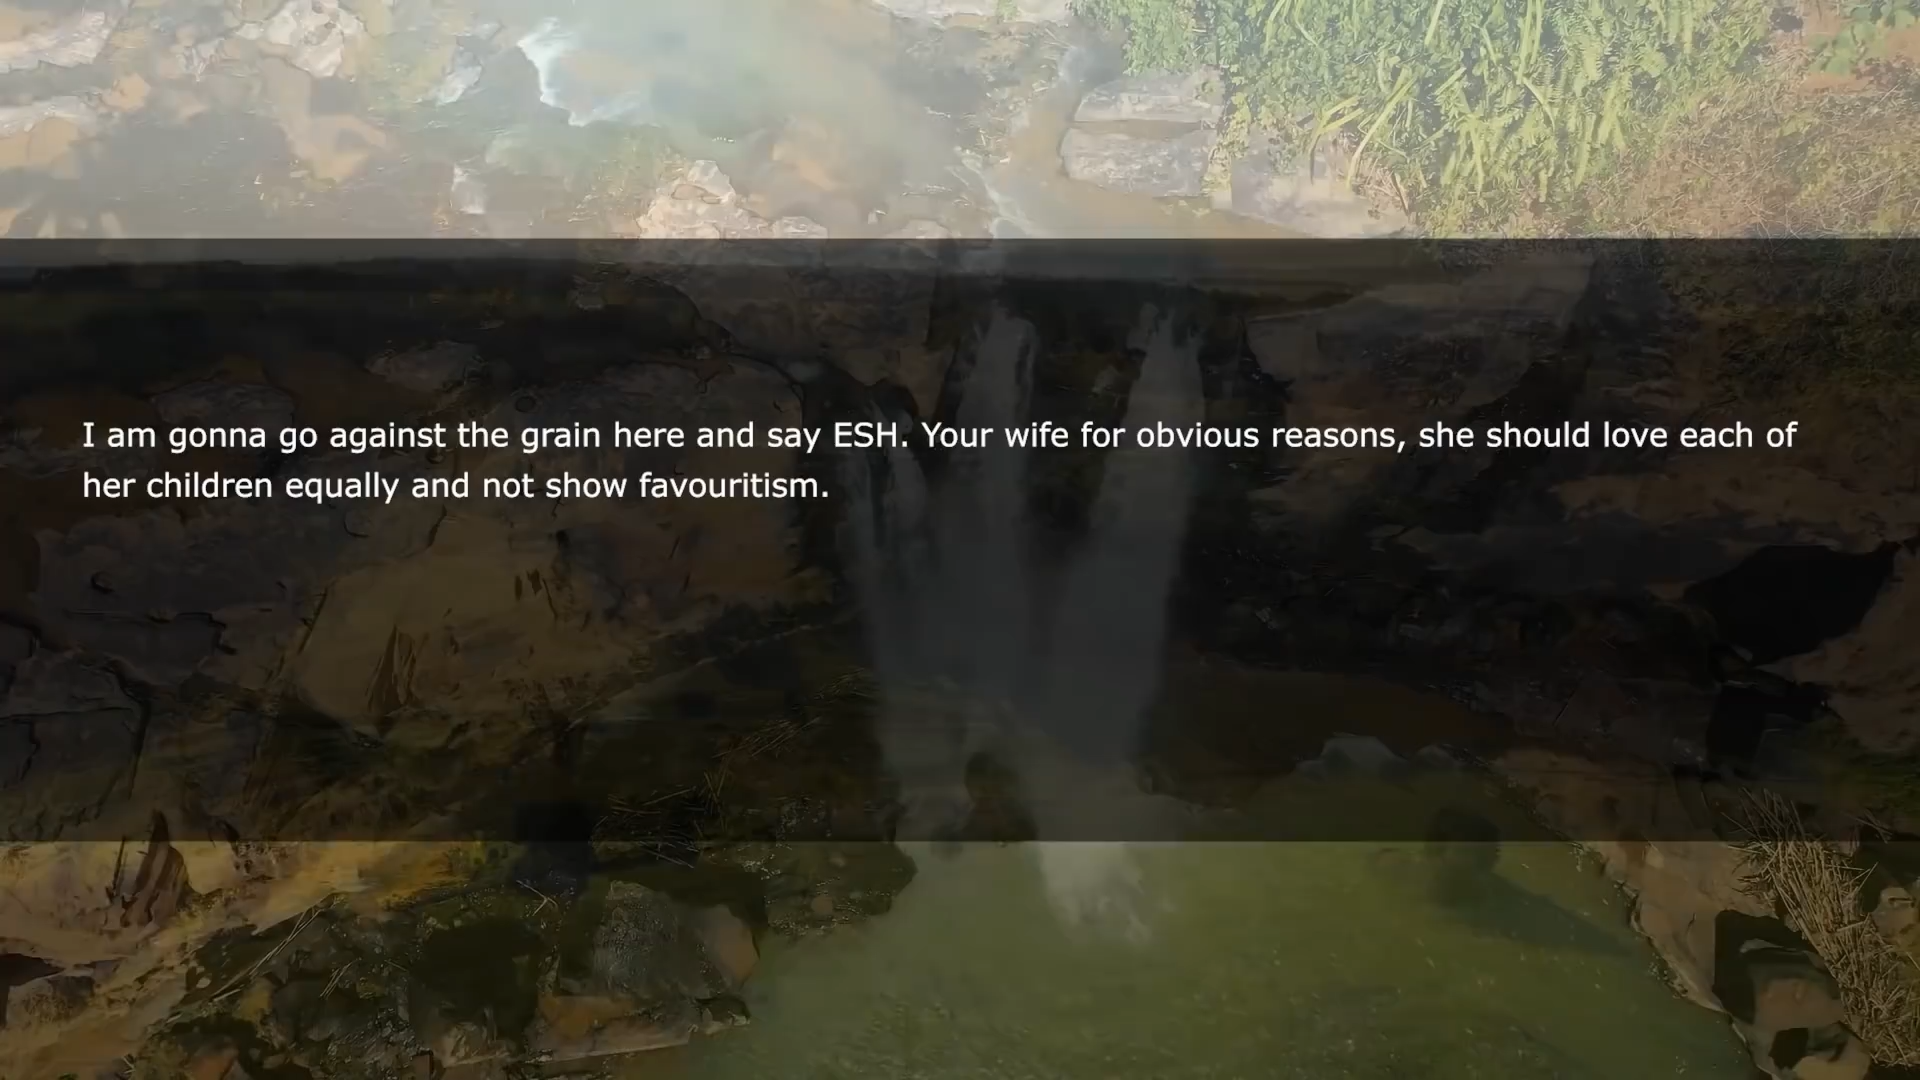 I am gonna go against the grain here and say ESH. Your wife for obvious reasons, she should love each of
her children equally and not show favouritism.